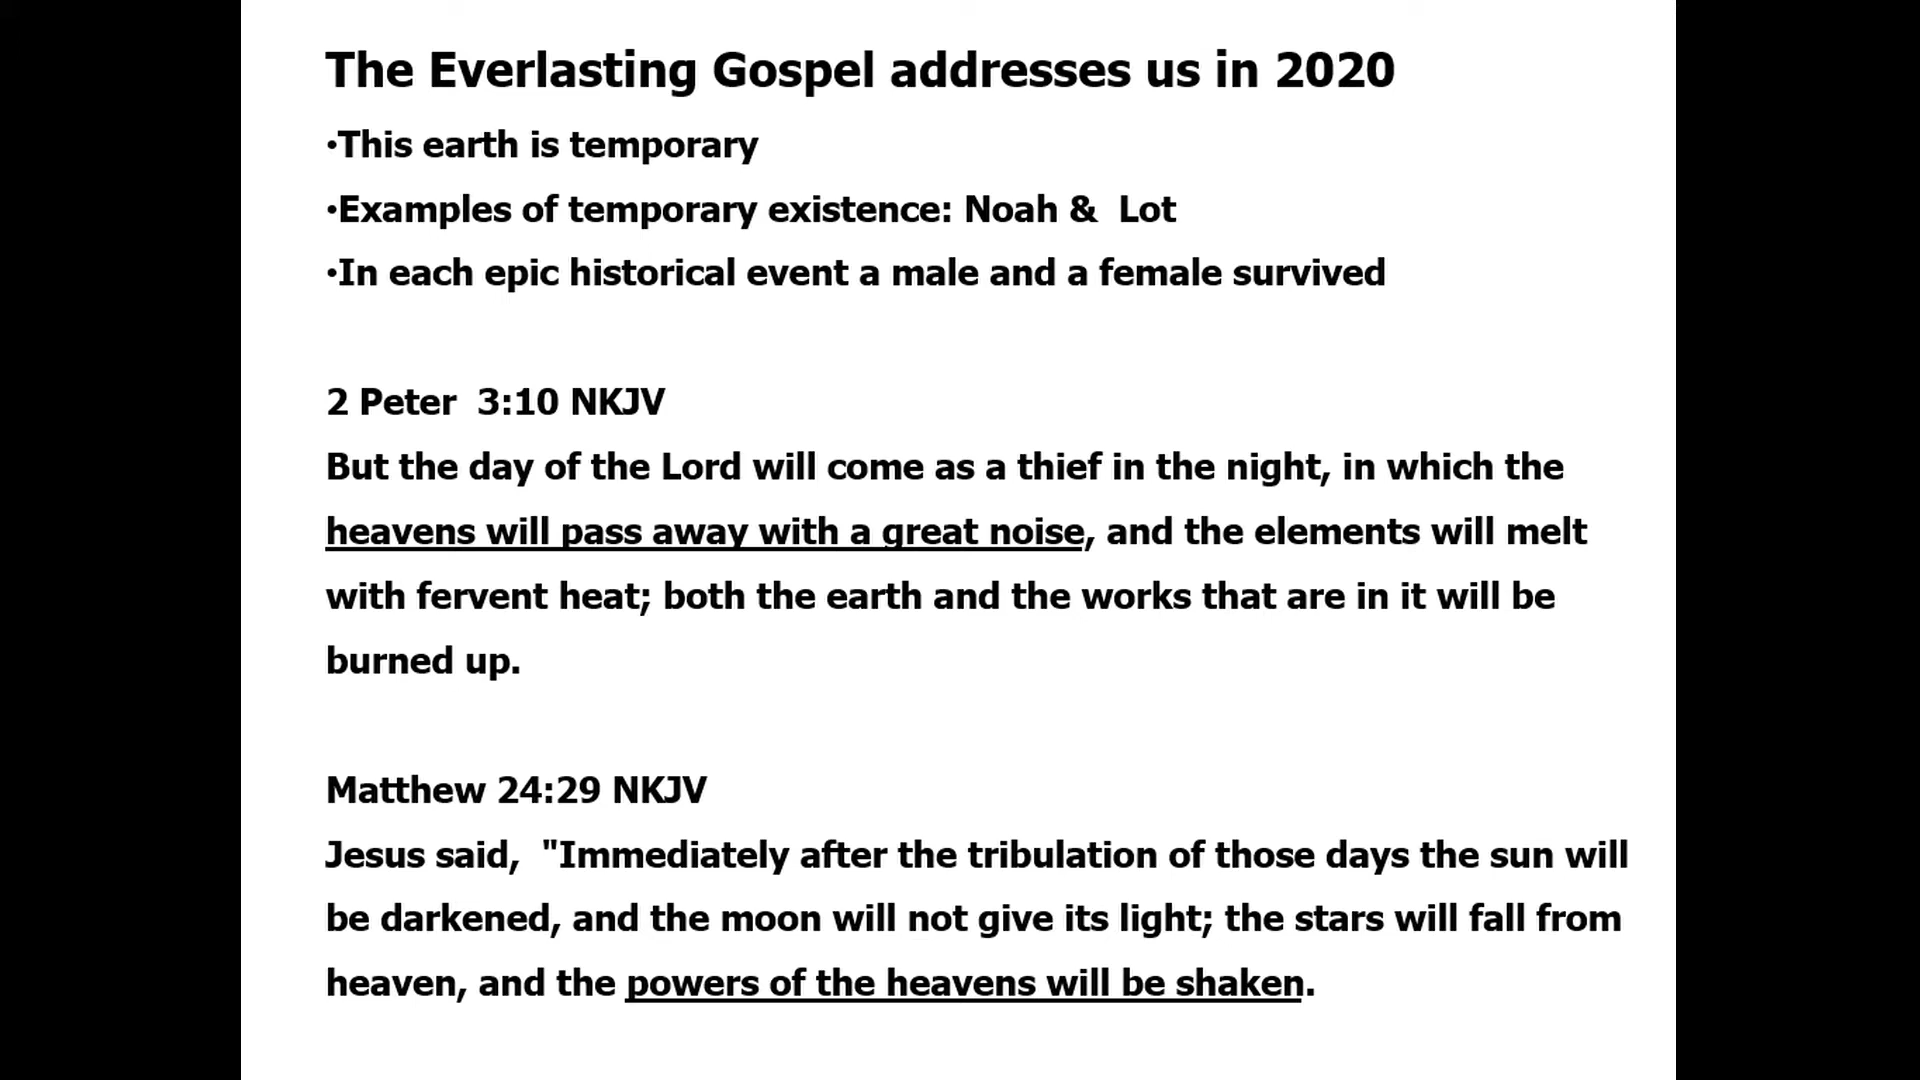 The Everlasting Gospel addresses us in 2020
•This earth is temporary
•Examples of temporary existence: Noah &  Lot
•In each epic historical event a male and a female survived
2 Peter  3:10 NKJV
But the day of the Lord will come as a thief in the night, in which the
heavens will pass away with a great noise, and the elements will melt
with fervent heat; both the earth and the works that are in it will be
burned up.
Matthew 24:29 NKJV
Jesus said,  "Immediately after the tribulation of those days the sun will
be darkened, and the moon will not give its light; the stars will fall from
heaven, and the powers of the heavens will be shaken.